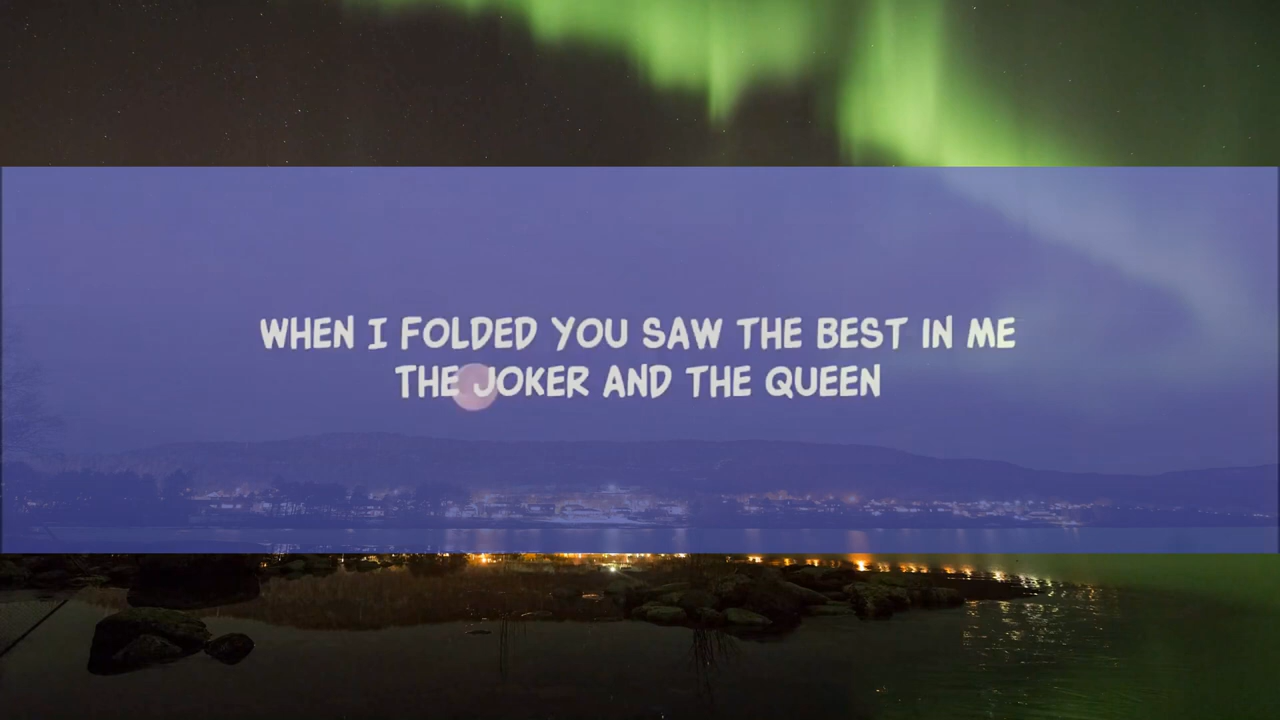 WHEN I FOLDED YOU SAW THE BEST IN ME
THE JOKER AND THE QUEEN